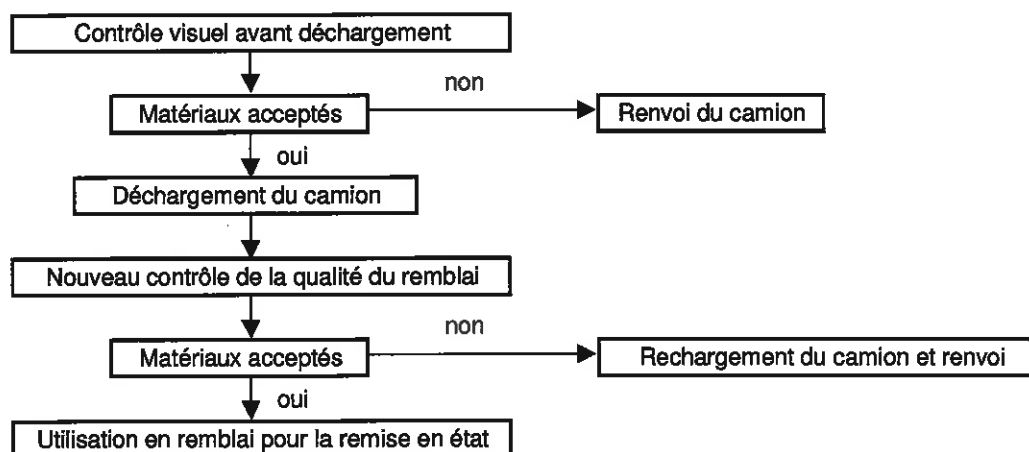 Contrôle visuel avant déchargement
non
Matériaux acceptés
Renvoi du camion
oui
Déchargement du camion
Nouveau contrôle de la qualité du remblai
non
Matériaux acceptés
Rechargement du camion et renvoi
oui
Utilisation en remblai pour la remise en état